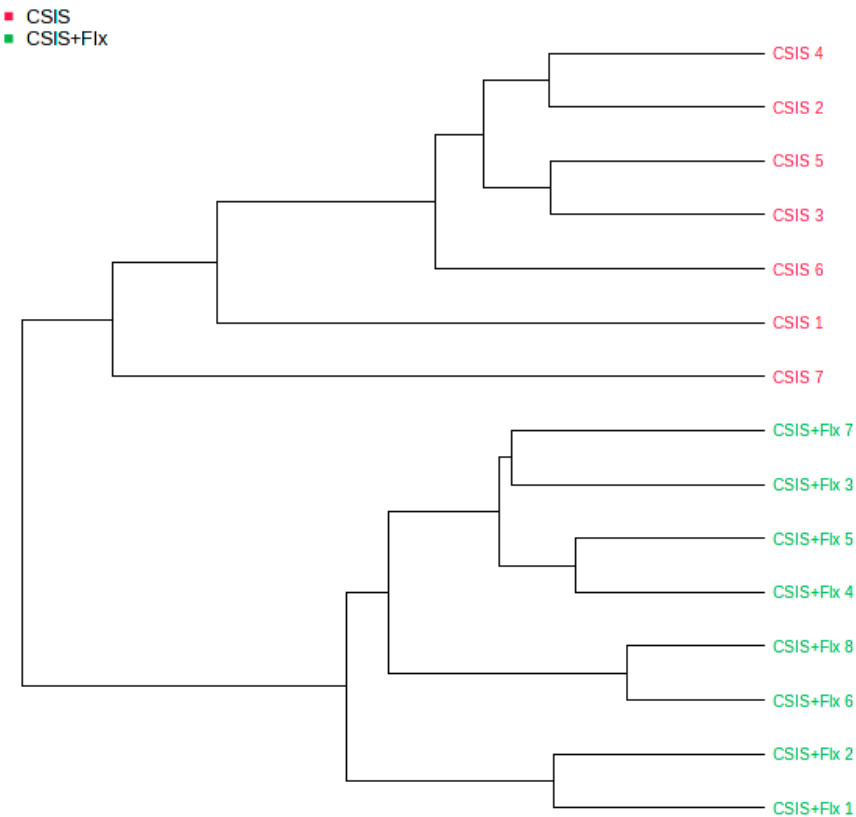 CSIS
CSIS+Flx
CSIS 4
CSIS 2
CSIS 5
CSIS 3
CSIS 6
CSIS 1
CSIS 7
CSIS+Flx 7
CSIS+Flx 3
CSIS+Flx 5
CSIS+Flx 4
CSIS+Flx 8
CSIS+Flx 6
CSIS+Flx 2
CSIS+Flx 1